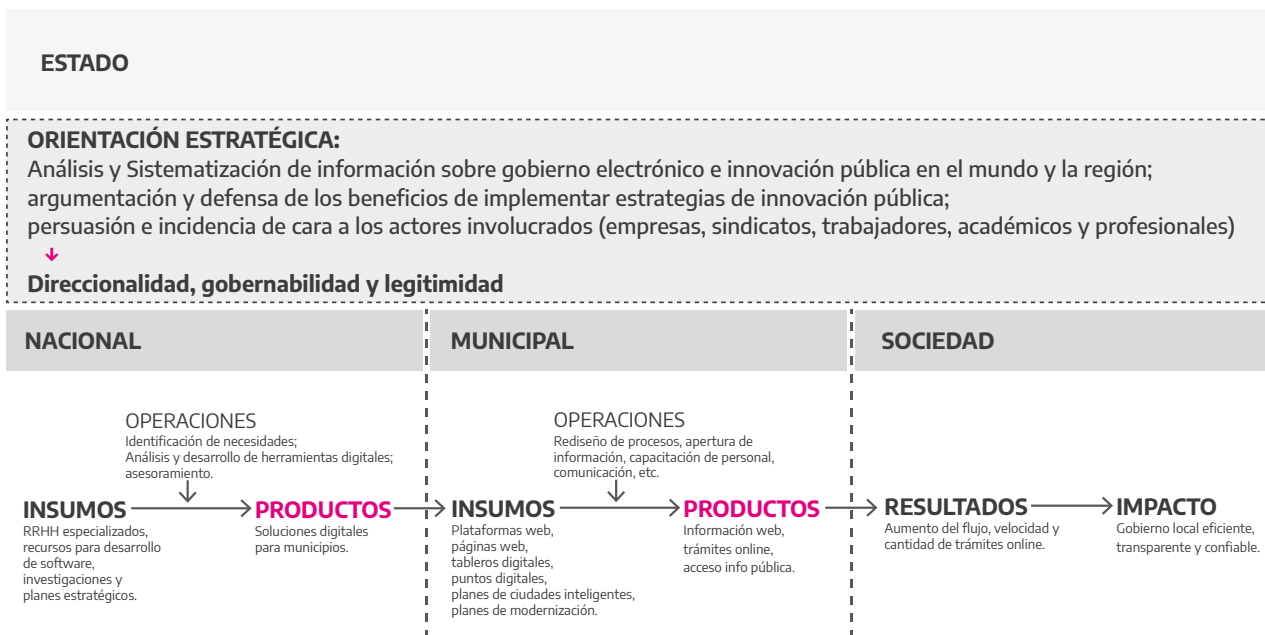 ESTADO
ORIENTACIÓN ESTRATÉGICA:
Análisis y Sistematización de información sobre gobierno electrónico e innovación pública en el mundo y la región;
argumentación y defensa de los beneficios de implementar estrategias de innovación pública;
persuasión e incidencia de cara a los actores involucrados (empresas, sindicatos, trabajadores, académicos y profesionales)
Direccionalidad, gobernabilidad y legitimidad
NACIONAL
OPERACIONES
Identificación de necesidades;
Análisis y desarrollo de herramientas digitales;
asesoramiento.
INSUMOS
RRHH especializados,
recursos para desarrollo
de software,
investigaciones y
planes estratégicos.
PRODUCTOS
Soluciones digitales
para municipios.
MUNICIPAL
OPERACIONES
Rediseño de procesos, apertura de
información, capacitación de personal,
comunicación, etc.
INSUMOS
Plataformas web,
páginas web,
tableros digitales,
puntos digitales,
planes de ciudades inteligentes,
planes de modernización.
PRODUCTOS
Información web,
trámites online,
acceso info pública.
SOCIEDAD
RESULTADOS
Aumento del flujo, velocidad y
cantidad de trámites online.
IMPACTO
Gobierno local eficiente,
transparente y confiable.